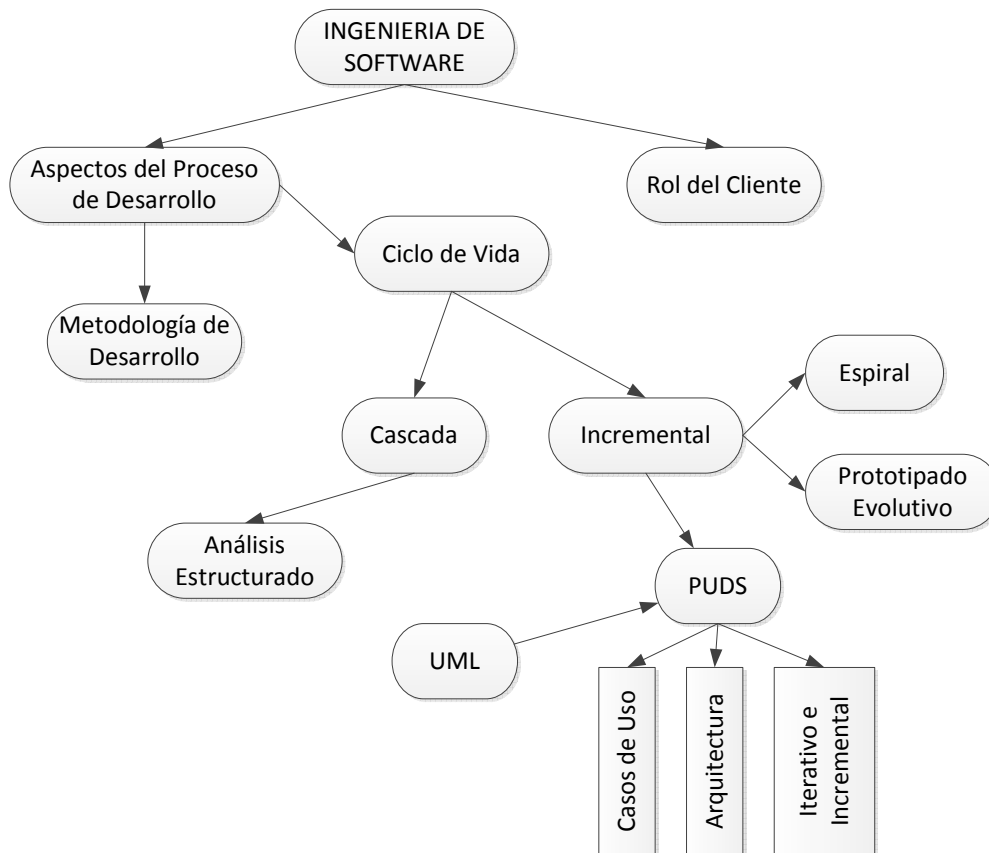 INGENIERIA DE
SOFTWARE
Aspectos del Proceso
de Desarrollo
Rol del Cliente
Ciclo de Vida
Metodología de
Desarrollo
Espiral
Cascada
Incremental
Prototipado
Evolutivo
Análisis
Estructurado
PUDS
UML
Casos de Uso
Arquitectura
Iterativo e
Incremental